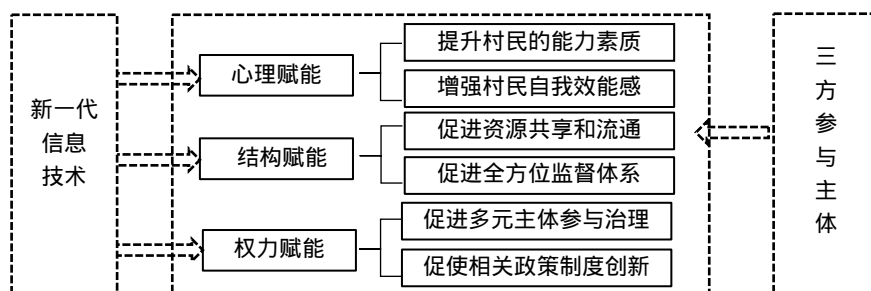 新一代
信息
技术
心理赋能
提升村民的能力素质
增强村民自我效能感
结构赋能
促进资源共享和流通
促进全方位监督体系
权力赋能
促进多元主体参与治理
促使相关政策制度创新
三
方
参
与
主
体